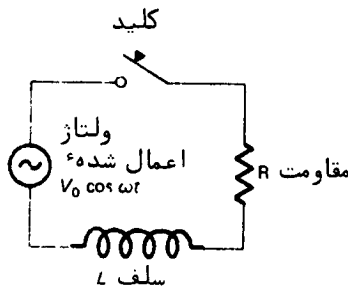 کلید
ولتاژ
اعمال شدهٔ
V₀ cos ωt
مقاومت R
سلف L